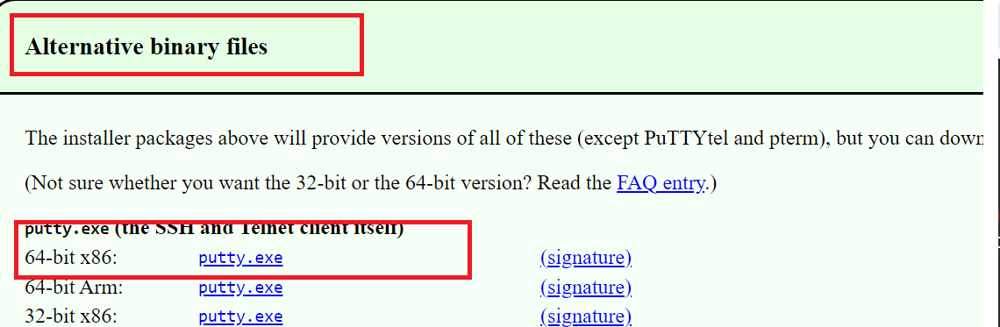 Alternative binary files
The installer packages above will provide versions of all of these (except PuTTYtel and pterm), but you can down
(Not sure whether you want the 32-bit or the 64-bit version? Read the FAQ entry.)
putty.exe (the SSH and Telnet client itself)
64-bit x86: putty.exe (signature)
64-bit Arm: putty.exe (signature)
32-bit x86: putty.exe (signature)